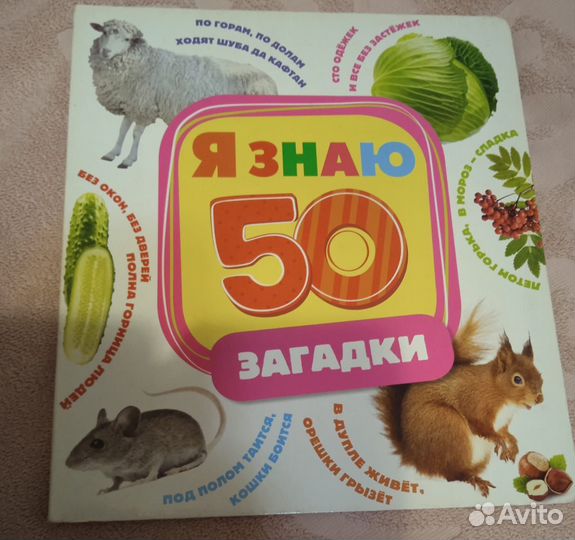 ПО ГОРАМ, ПО ДОЛАМ
ХОДЯТ ШУБА ДА КАФТАН
СТО ОДЁЖЕК
И ВСЕ БЕЗ ЗАСТЁЖЕК
Я ЗНАЮ
50
ЗАГАДКИ
ЛЕТОМ ГОРЬКА, В МОРОЗ – СЛАДКА
БЕЗ ОКОН, БЕЗ ДВЕРЕЙ
ПОЛНА ГОРНИЦА ЛЮДЕЙ
ПОД ПОЛОМ ТАИТСЯ,
КОШКИ БОИТСЯ
В ДУПЛЕ ЖИВЁТ,
ОРЕШКИ ГРЫЗЁТ
Avito